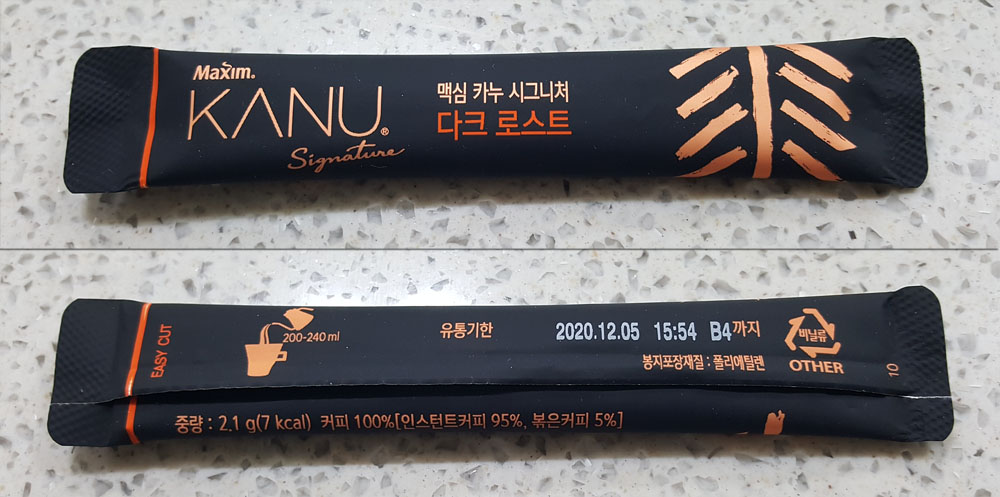 Maxim.
KANU®
Signature
맥심 카누 시그니처
다크 로스트
EASY CUT
200-240 ml
유통기한 2020.12.05 15:54 B4까지
봉지포장재질 : 폴리에틸렌
비닐류
OTHER
10
중량 : 2.1 g(7 kcal) 커피 100%[인스턴트커피 95%, 볶은커피 5%]